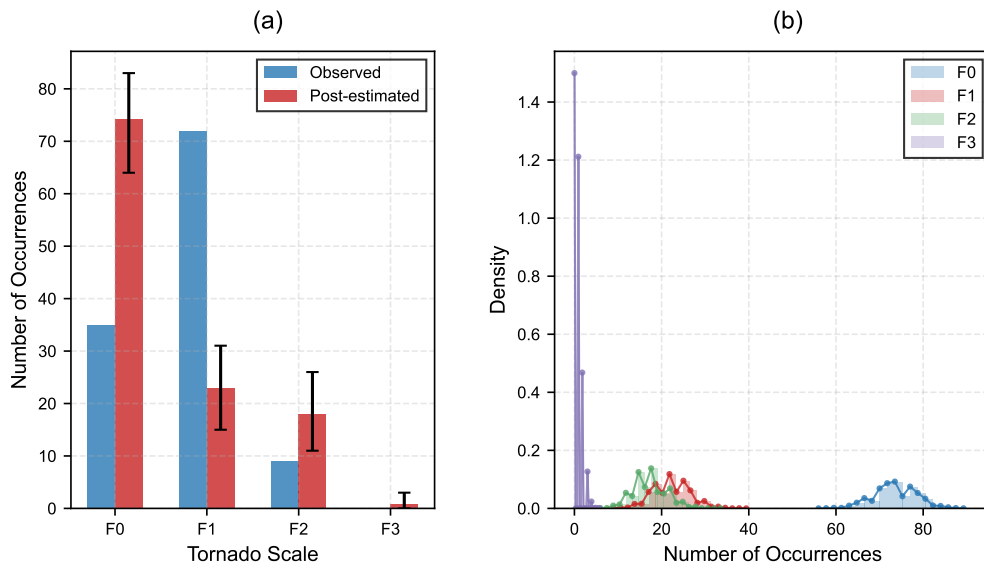 (a)
Number of Occurrences
80
70
60
50
40
30
20
10
0
Observed
Post-estimated
F0
F1
F2
F3
Tornado Scale
(b)
Density
1.4
1.2
1.0
0.8
0.6
0.4
0.2
0.0
F0
F1
F2
F3
0
20
40
60
80
Number of Occurrences